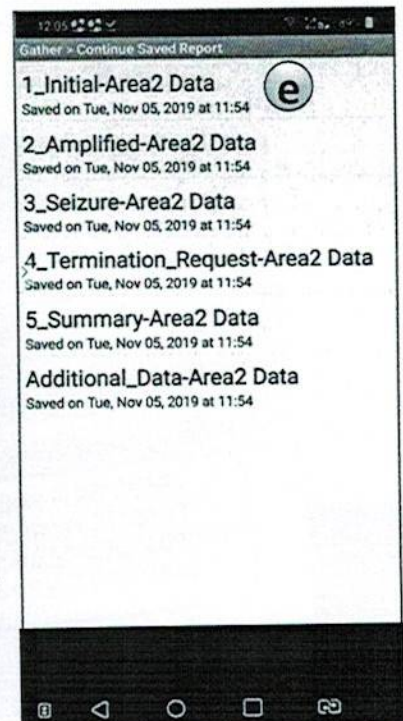 12:05
Gather > Continue Saved Report
1_Initial-Area2 Data
Saved on Tue, Nov 05, 2019 at 11:54
e
2_Amplified-Area2 Data
Saved on Tue, Nov 05, 2019 at 11:54
3_Seizure-Area2 Data
Saved on Tue, Nov 05, 2019 at 11:54
4_Termination_Request-Area2 Data
Saved on Tue, Nov 05, 2019 at 11:54
5_Summary-Area2 Data
Saved on Tue, Nov 05, 2019 at 11:54
Additional_Data-Area2 Data
Saved on Tue, Nov 05, 2019 at 11:54